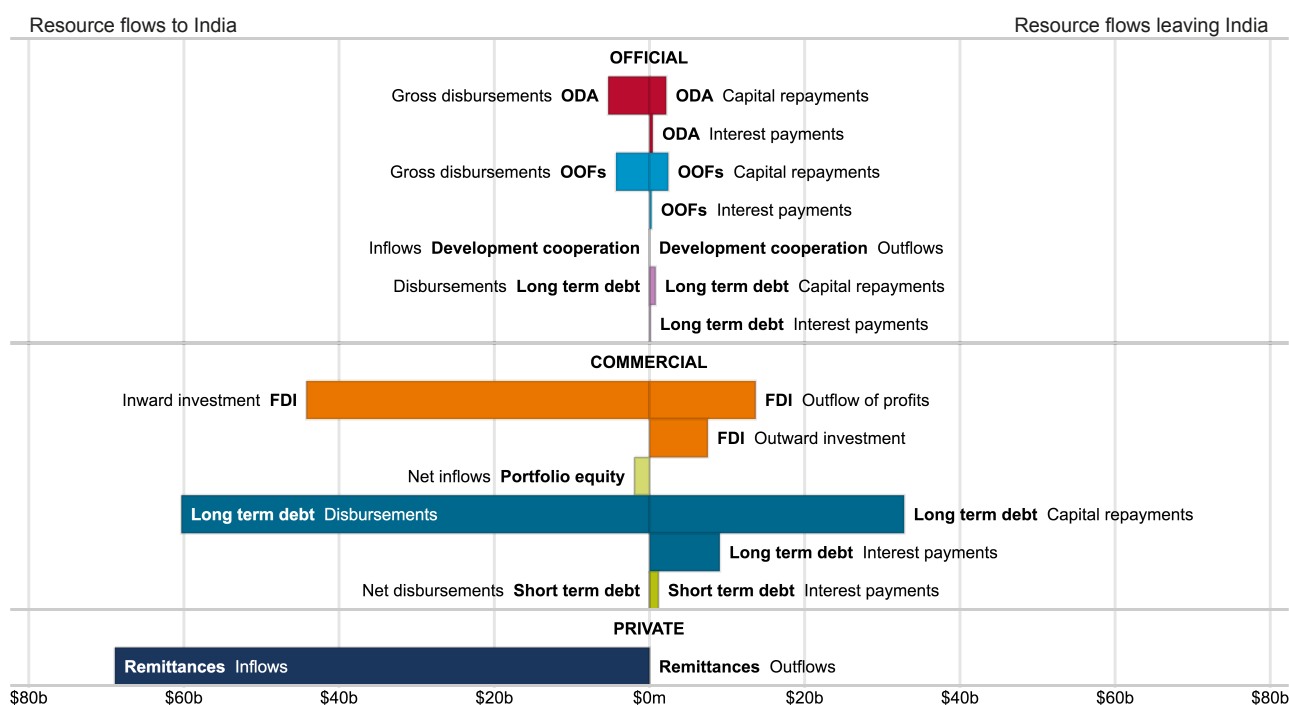 Resource flows to India Resource flows leaving India
OFFICIAL
Gross disbursements ODA ODA Capital repayments
ODA Interest payments
Gross disbursements OOFs OOFs Capital repayments
OOFs Interest payments
Inflows Development cooperation Development cooperation Outflows
Disbursements Long term debt Long term debt Capital repayments
Long term debt Interest payments
COMMERCIAL
Inward investment FDI FDI Outflow of profits
FDI Outward investment
Net inflows Portfolio equity
Long term debt Disbursements Long term debt Capital repayments
Long term debt Interest payments
Net disbursements Short term debt Short term debt Interest payments
PRIVATE
Remittances Inflows Remittances Outflows
$80b $60b $40b $20b $0m $20b $40b $60b $80b